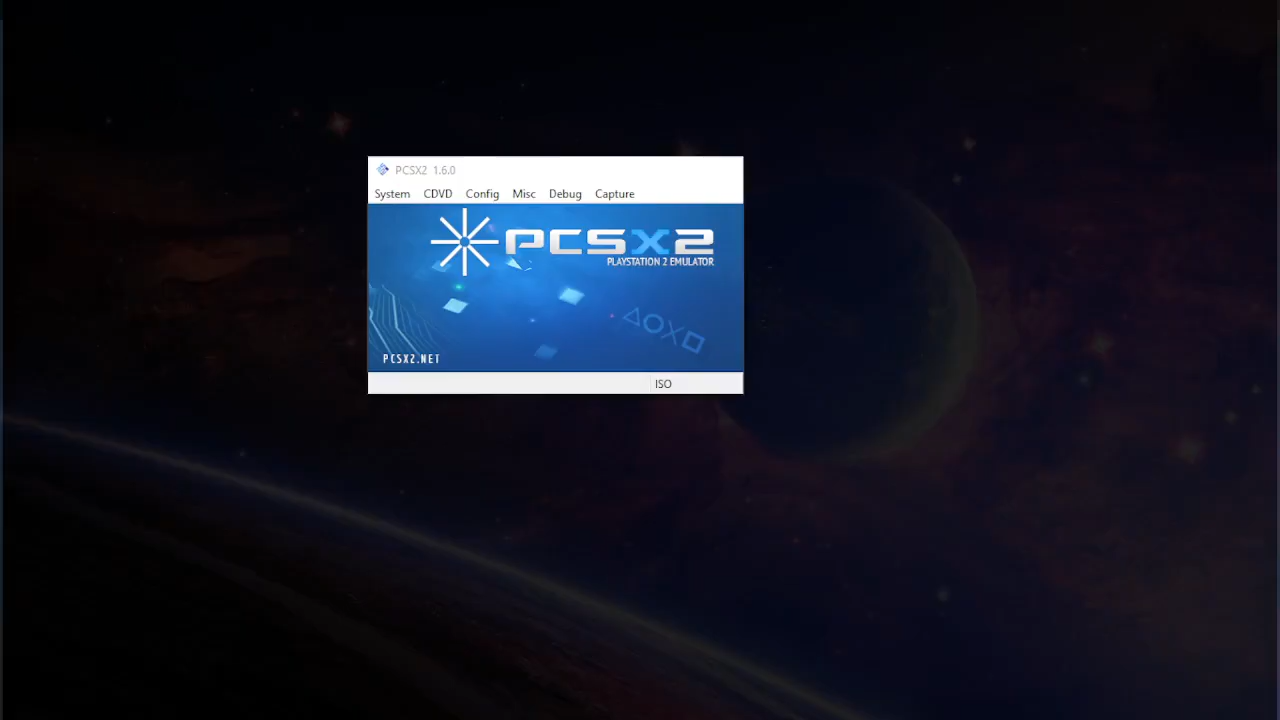 PCSX2 1.6.0
System CDVD Config Misc Debug Capture
PCSX2
PLAYSTATION 2 EMULATOR
PCSX2.NET
ISO